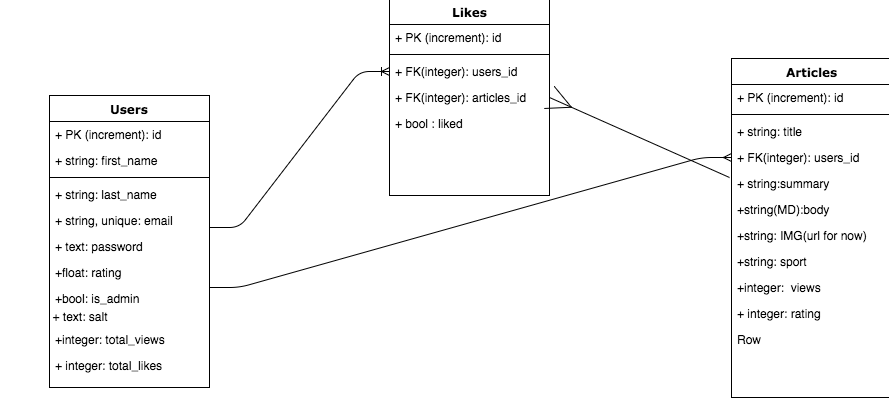 Likes
+ PK (increment): id
+ FK(integer): users_id
+ FK(integer): articles_id
+ bool : liked
Users
+ PK (increment): id
+ string: first_name
+ string: last_name
+ string, unique: email
+ text: password
+float: rating
+bool: is_admin
+ text: salt
+integer: total_views
+ integer: total_likes
Articles
+ PK (increment): id
+ string: title
+ FK(integer): users_id
+ string:summary
+string(MD):body
+string: IMG(url for now)
+string: sport
+integer:  views
+ integer: rating
Row